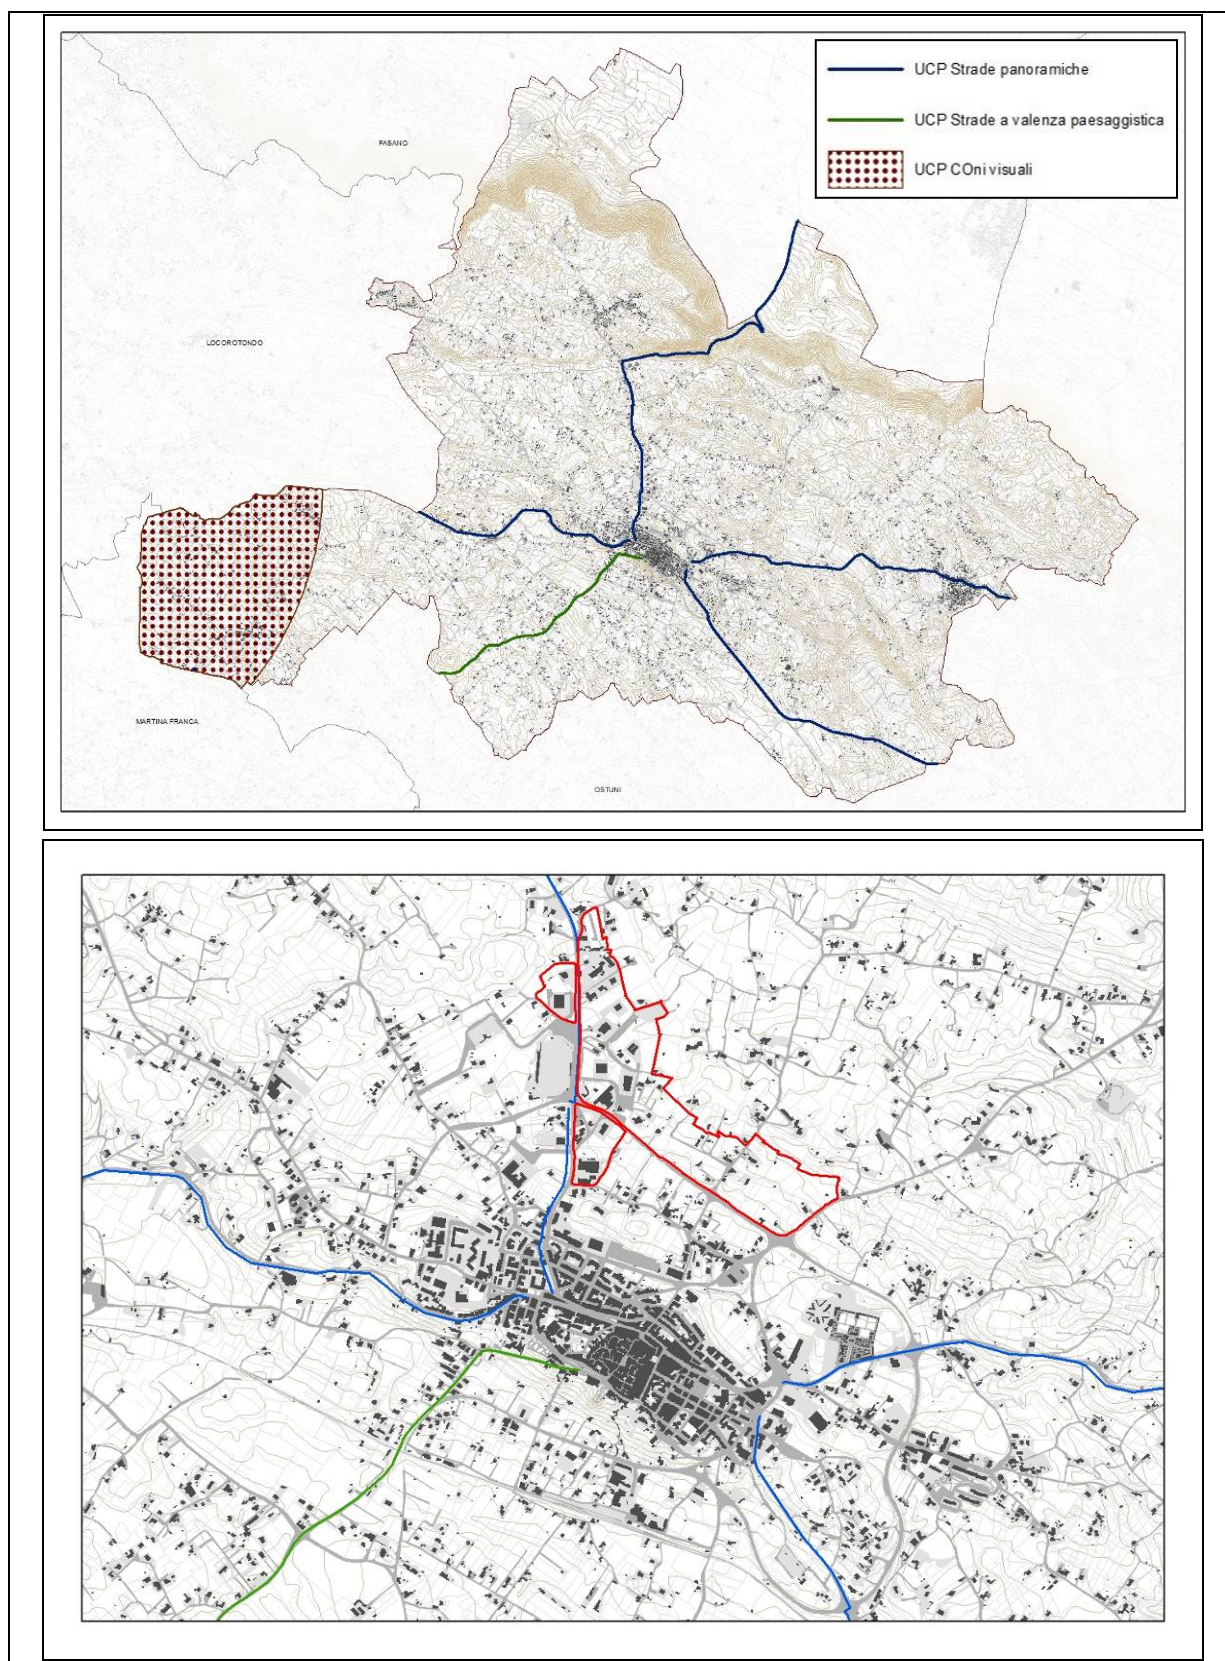 UCP Strade panoramiche
UCP Strade a valenza paesaggistica
UCP COni visuali
FASANO
LOCOROTONDO
MARTINA FRANCA
OSTUNI